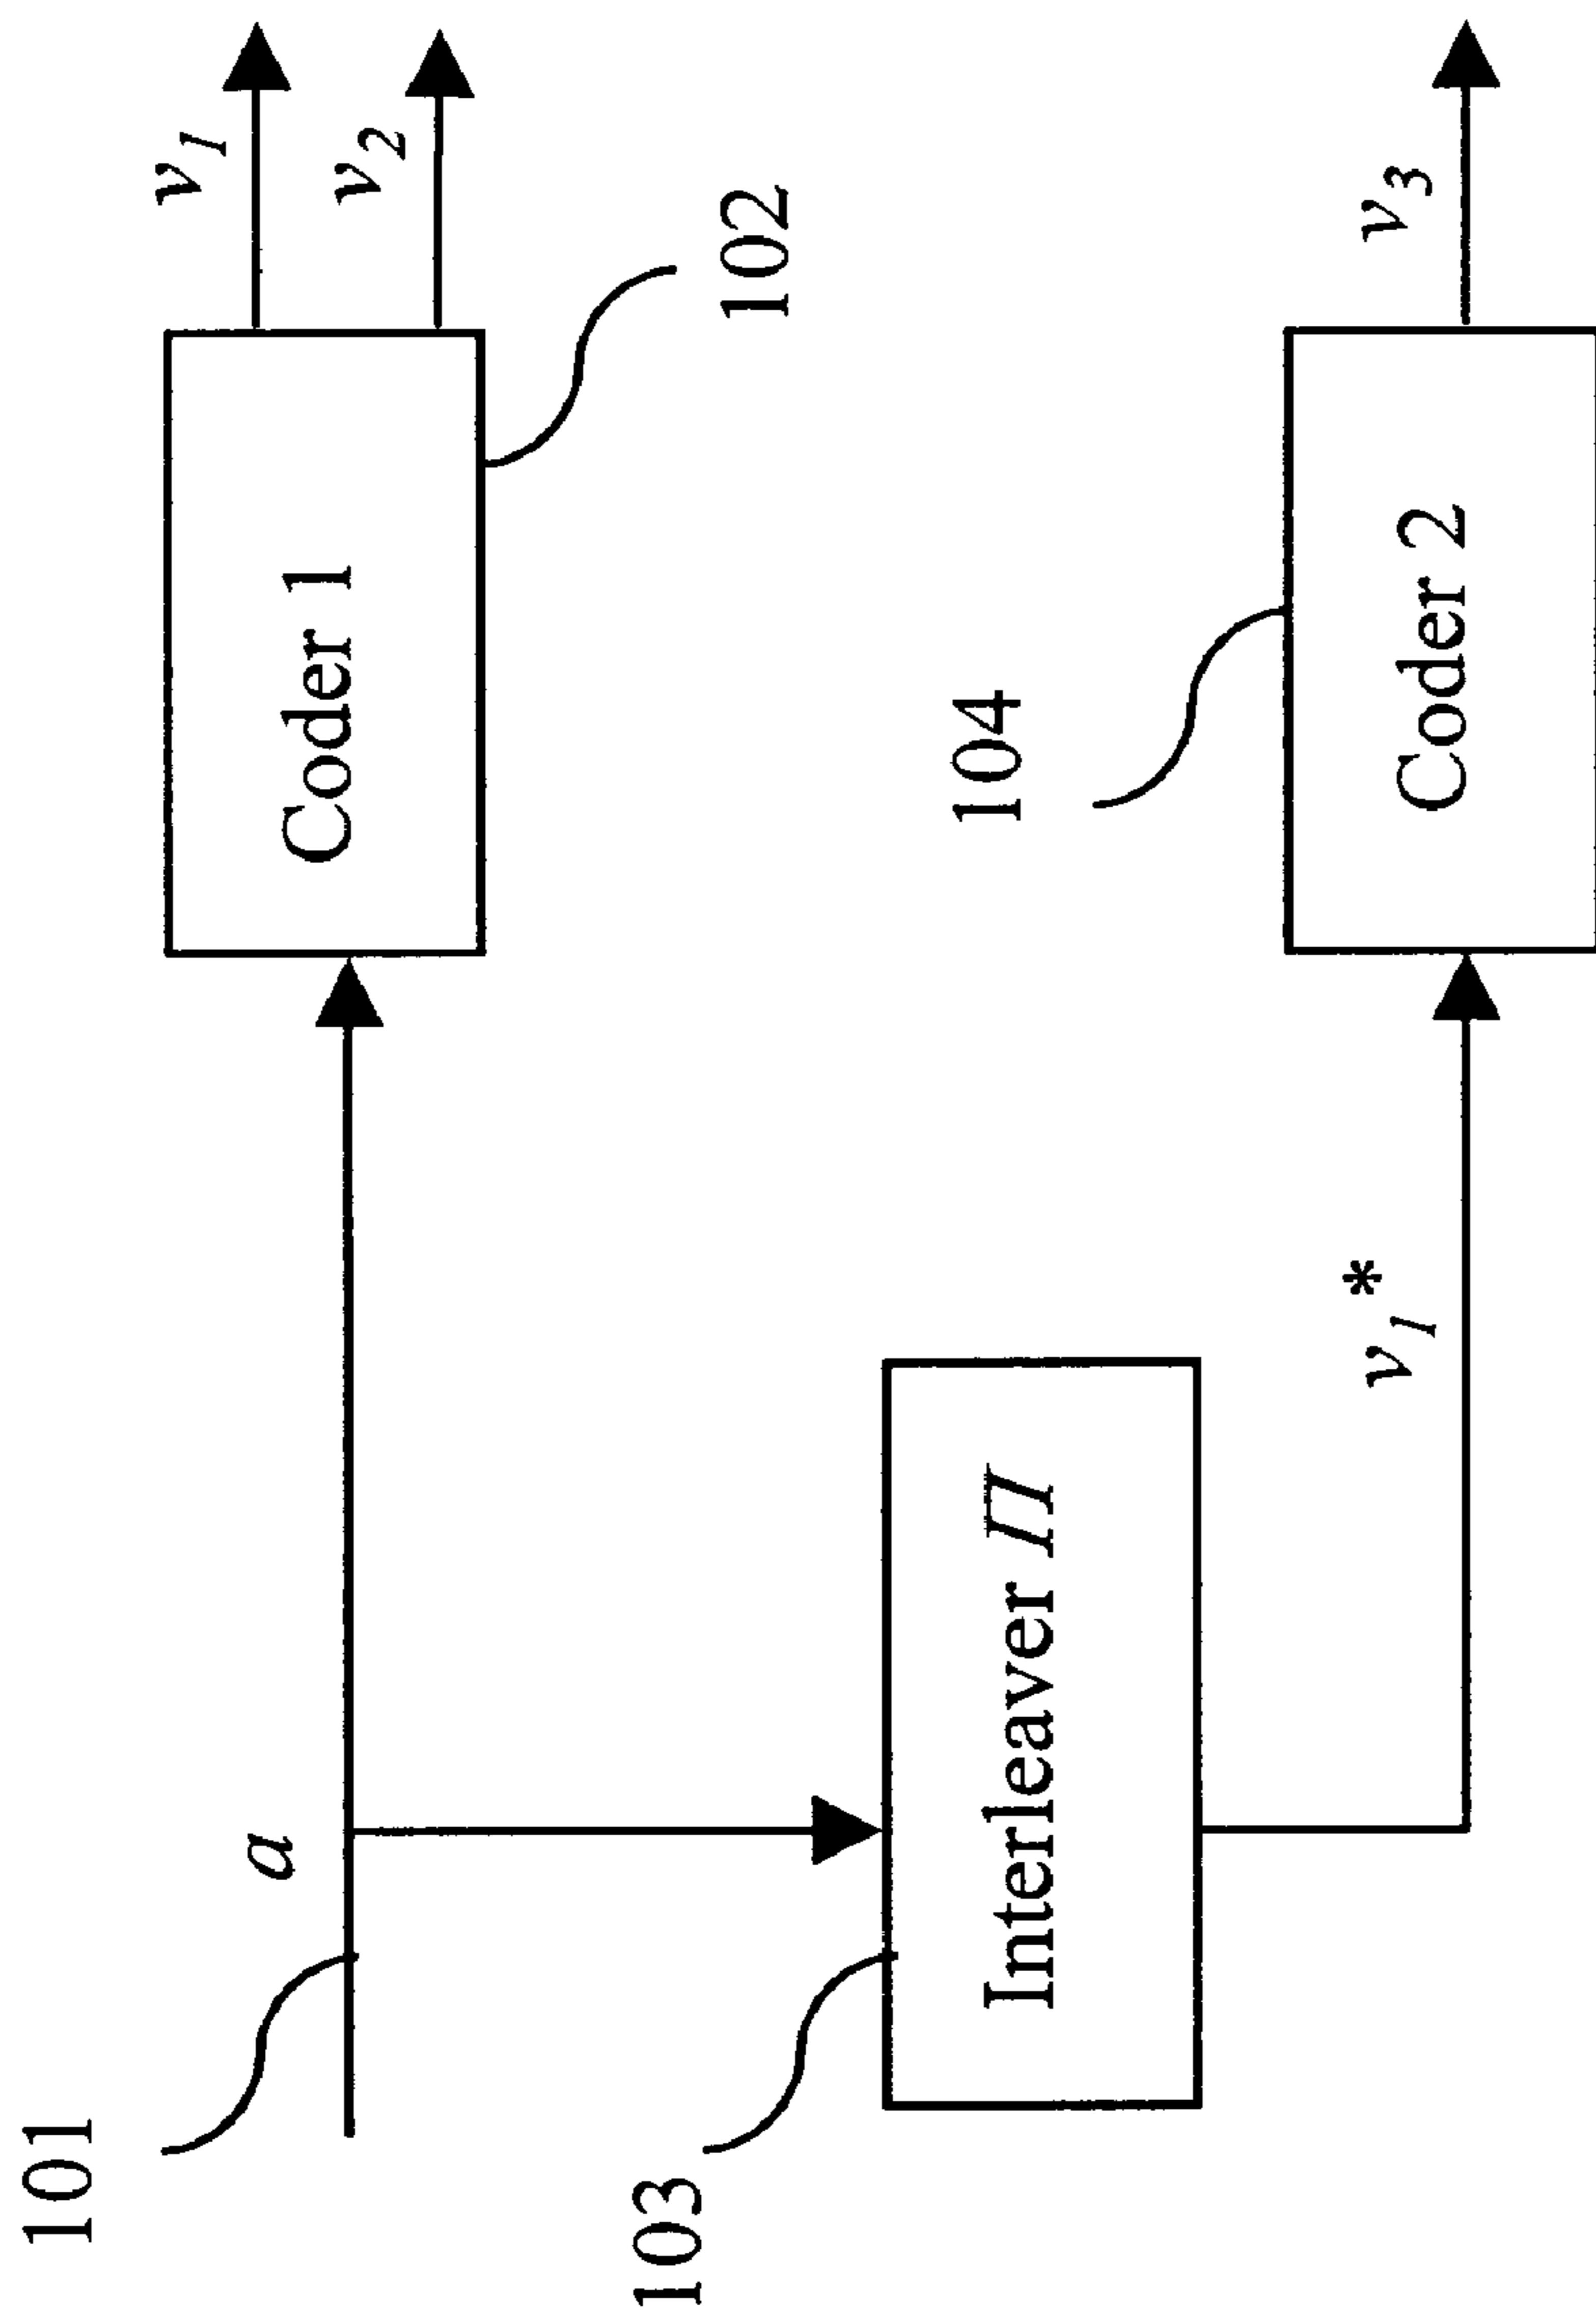 101
a
Coder 1
v1
v2
102
103
Interleaver Π
v1*
104
Coder 2
v3